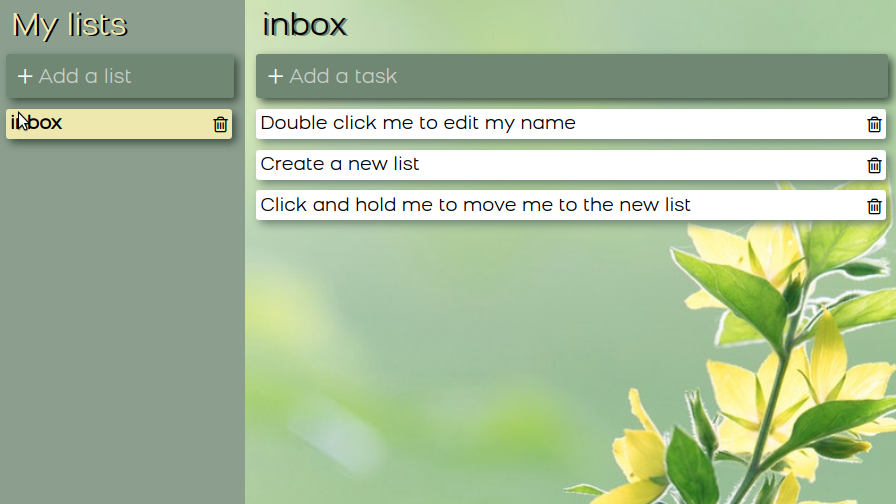 My lists
+ Add a list
inbox
inbox
+ Add a task
Double click me to edit my name
Create a new list
Click and hold me to move me to the new list